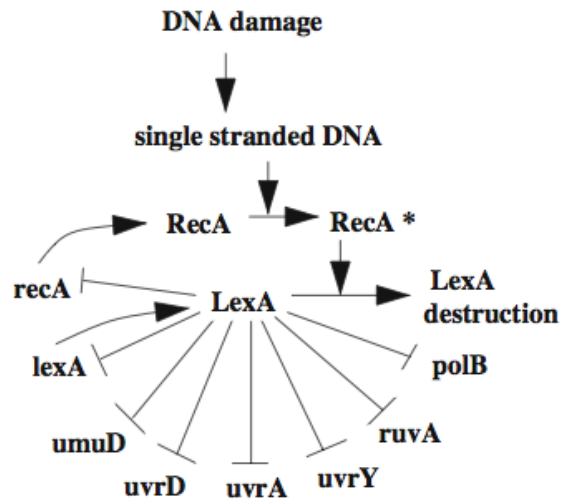 DNA damage
single stranded DNA
RecA
RecA *
recA
LexA
LexA
destruction
lexA
polB
umuD
ruvA
uvrD
uvrA
uvrY